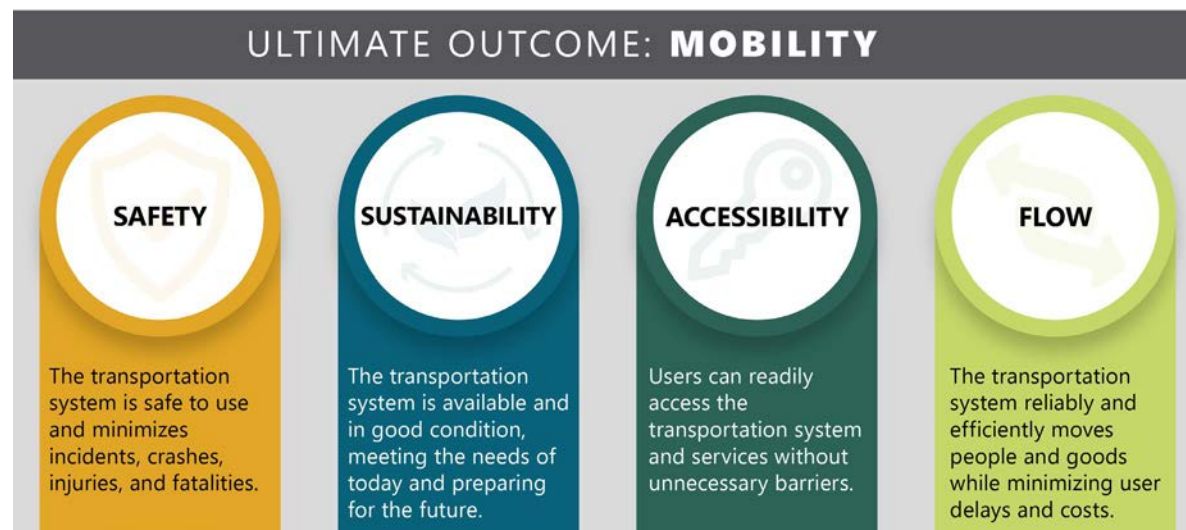 ULTIMATE OUTCOME: MOBILITY
SAFETY
The transportation
system is safe to use
and minimizes
incidents, crashes,
injuries, and fatalities.
SUSTAINABILITY
The transportation
system is available and
in good condition,
meeting the needs of
today and preparing
for the future.
ACCESSIBILITY
Users can readily
access the
transportation system
and services without
unnecessary barriers.
FLOW
The transportation
system reliably and
efficiently moves
people and goods
while minimizing user
delays and costs.